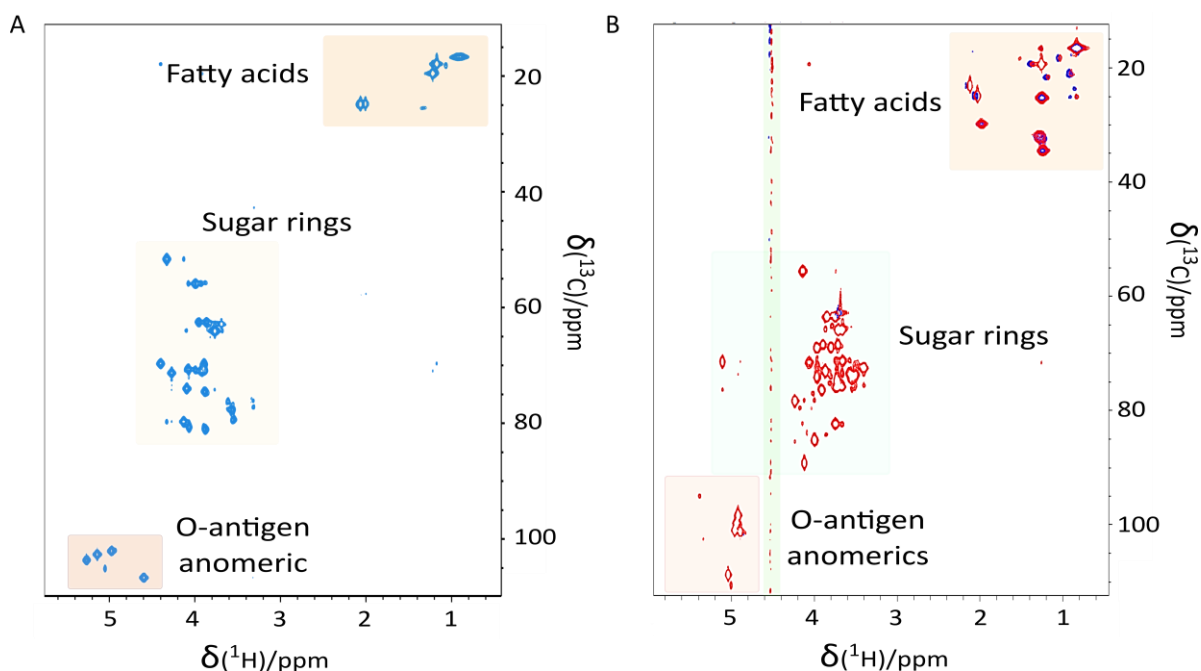 A
Fatty acids
Sugar rings
O-antigen
anomeric
20
40
60
80
100
δ(¹³C)/ppm
5 4 3 2 1
δ(¹H)/ppm
B
Fatty acids
Sugar rings
O-antigen
anomerics
20
40
60
80
100
δ(¹³C)/ppm
5 4 3 2 1
δ(¹H)/ppm